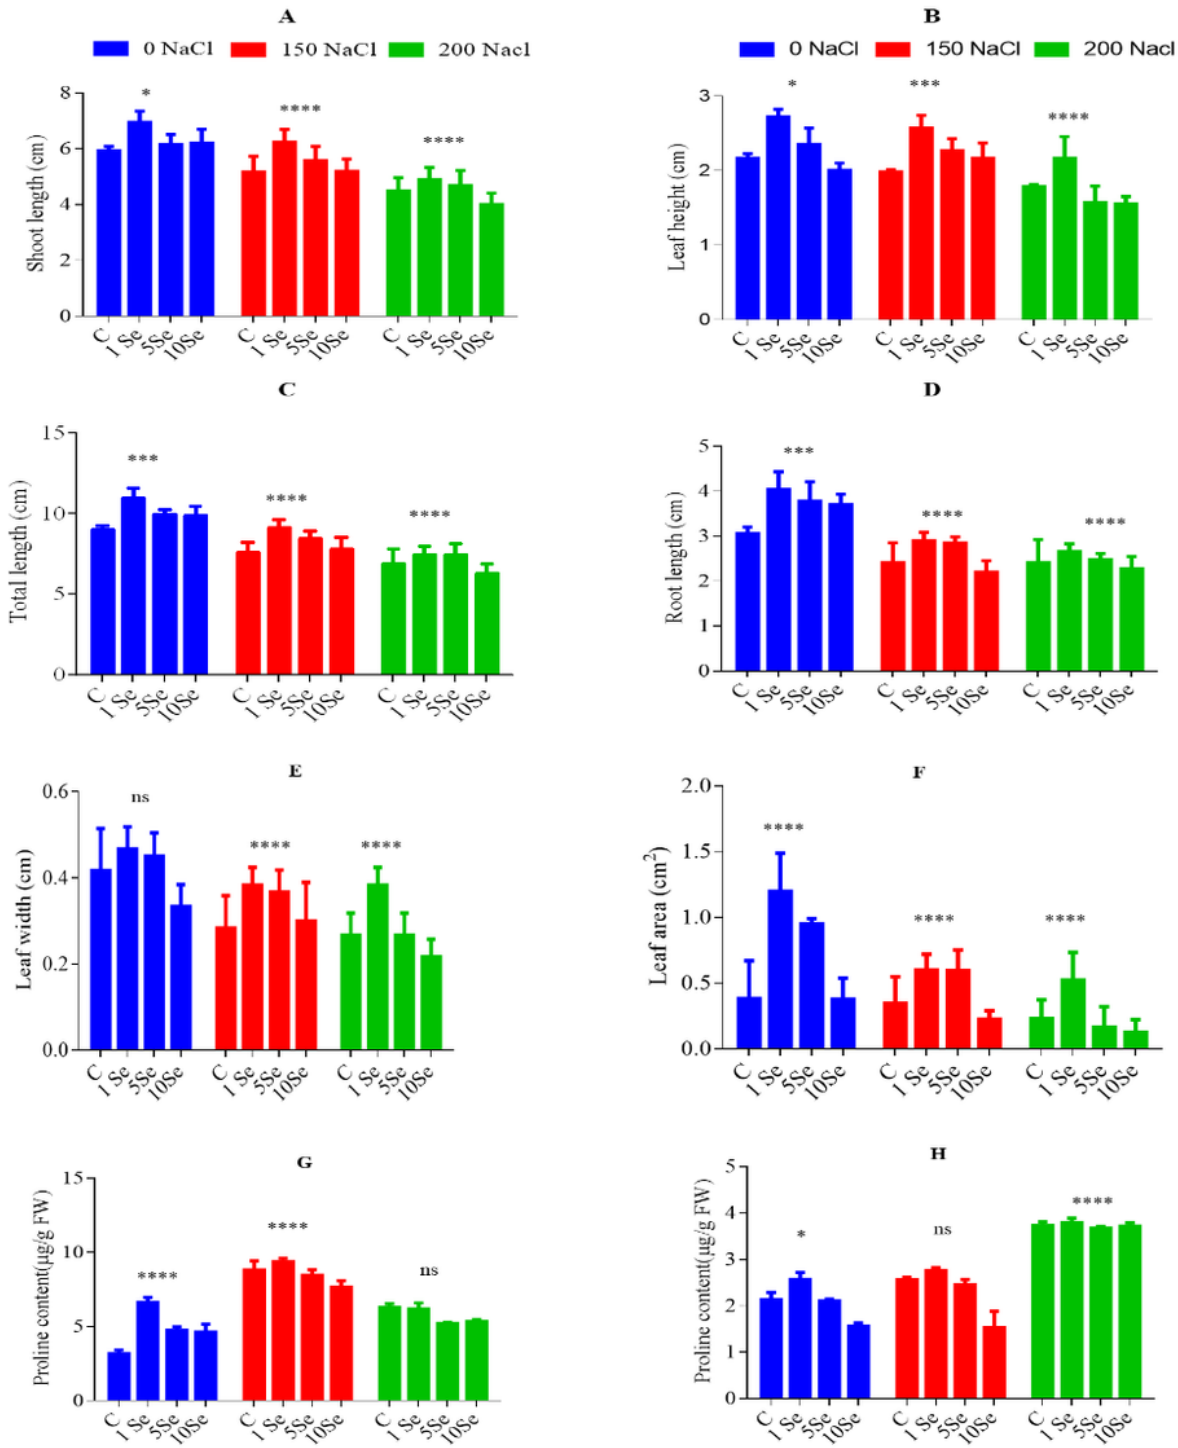 A
0 NaCl 150 NaCl 200 Nacl
Shoot length (cm)
8
6
4
2
0
*
****
****
C 1 Se 5Se 10Se C 1 Se 5Se 10Se C 1 Se 5Se 10Se
B
0 NaCl 150 NaCl 200 Nacl
Leaf height (cm)
3
2
1
0
*
***
****
C 1 Se 5Se 10Se C 1 Se 5Se 10Se C 1 Se 5Se 10Se
C
Total length (cm)
15
10
5
0
***
****
****
C 1 Se 5Se 10Se C 1 Se 5Se 10Se C 1 Se 5Se 10Se
D
Root length (cm)
5
4
3
2
1
0
***
****
****
C 1 Se 5Se 10Se C 1 Se 5Se 10Se C 1 Se 5Se 10Se
E
Leaf width (cm)
0.6
0.4
0.2
0.0
ns
****
****
C 1 Se 5Se 10Se C 1 Se 5Se 10Se C 1 Se 5Se 10Se
F
Leaf area (cm²)
2.0
1.5
1.0
0.5
0.0
****
****
****
C 1 Se 5Se 10Se C 1 Se 5Se 10Se C 1 Se 5Se 10Se
G
Proline content(µg/g FW)
15
10
5
0
****
****
ns
C 1 Se 5Se 10Se C 1 Se 5Se 10Se C 1 Se 5Se 10Se
H
Proline content(µg/g FW)
5
4
3
2
1
0
*
ns
****
C 1 Se 5Se 10Se C 1 Se 5Se 10Se C 1 Se 5Se 10Se